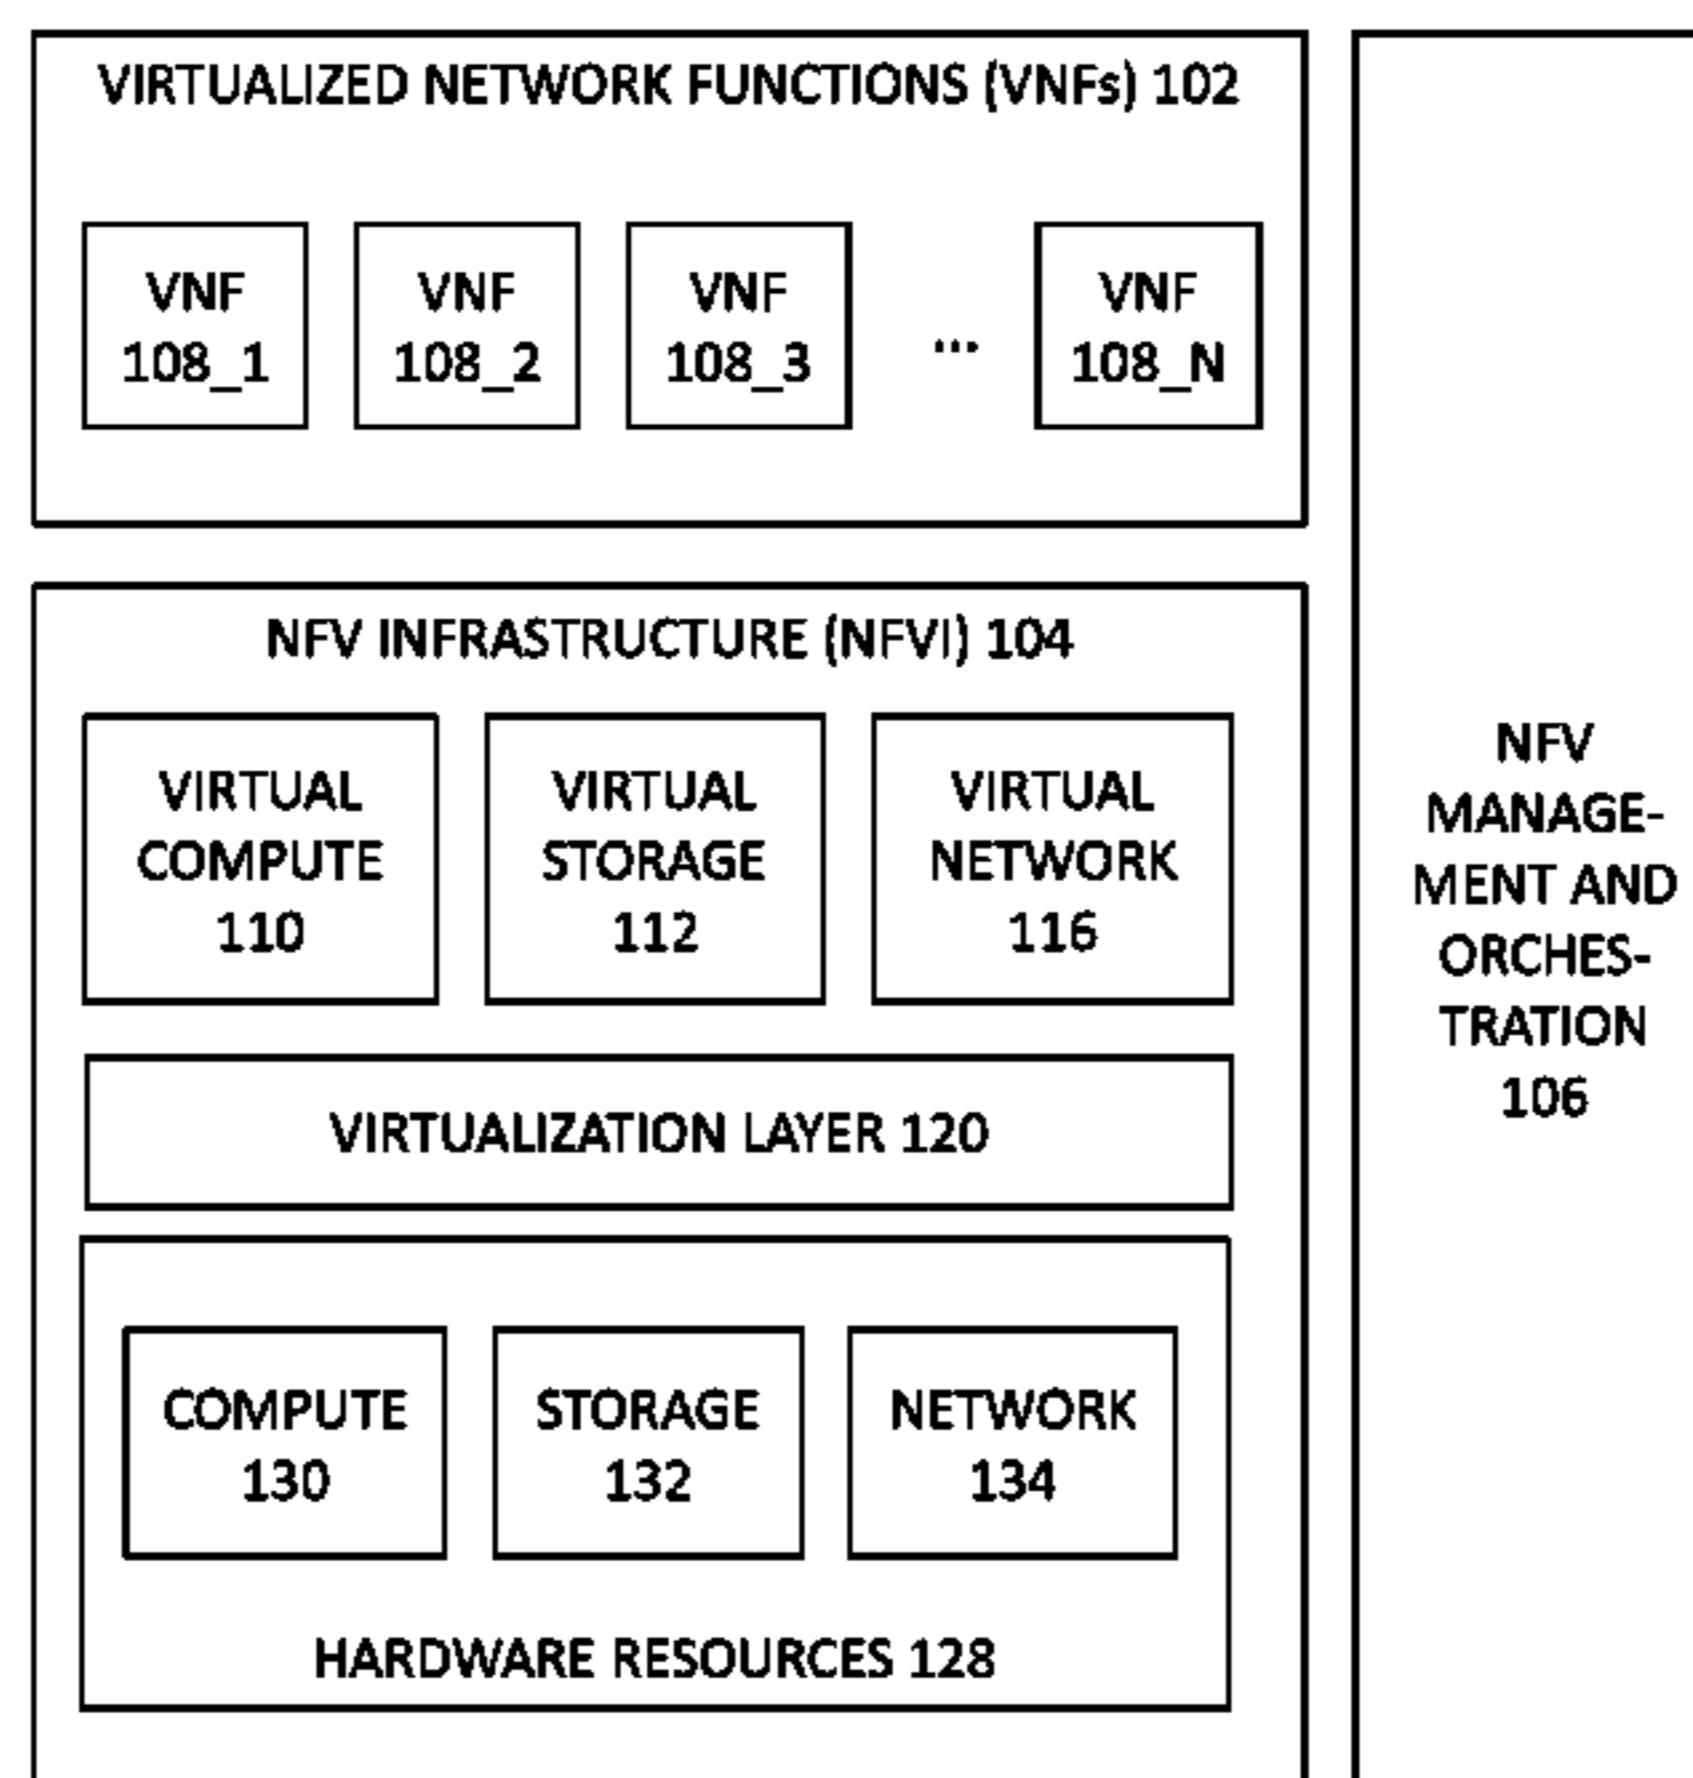 VIRTUALIZED NETWORK FUNCTIONS (VNFs) 102
VNF
108_1
VNF
108_2
VNF
108_3
...
VNF
108_N
NFV INFRASTRUCTURE (NFVI) 104
VIRTUAL
COMPUTE
110
VIRTUAL
STORAGE
112
VIRTUAL
NETWORK
116
VIRTUALIZATION LAYER 120
COMPUTE
130
STORAGE
132
NETWORK
134
HARDWARE RESOURCES 128
NFV
MANAGE-
MENT AND
ORCHES-
TRATION
106